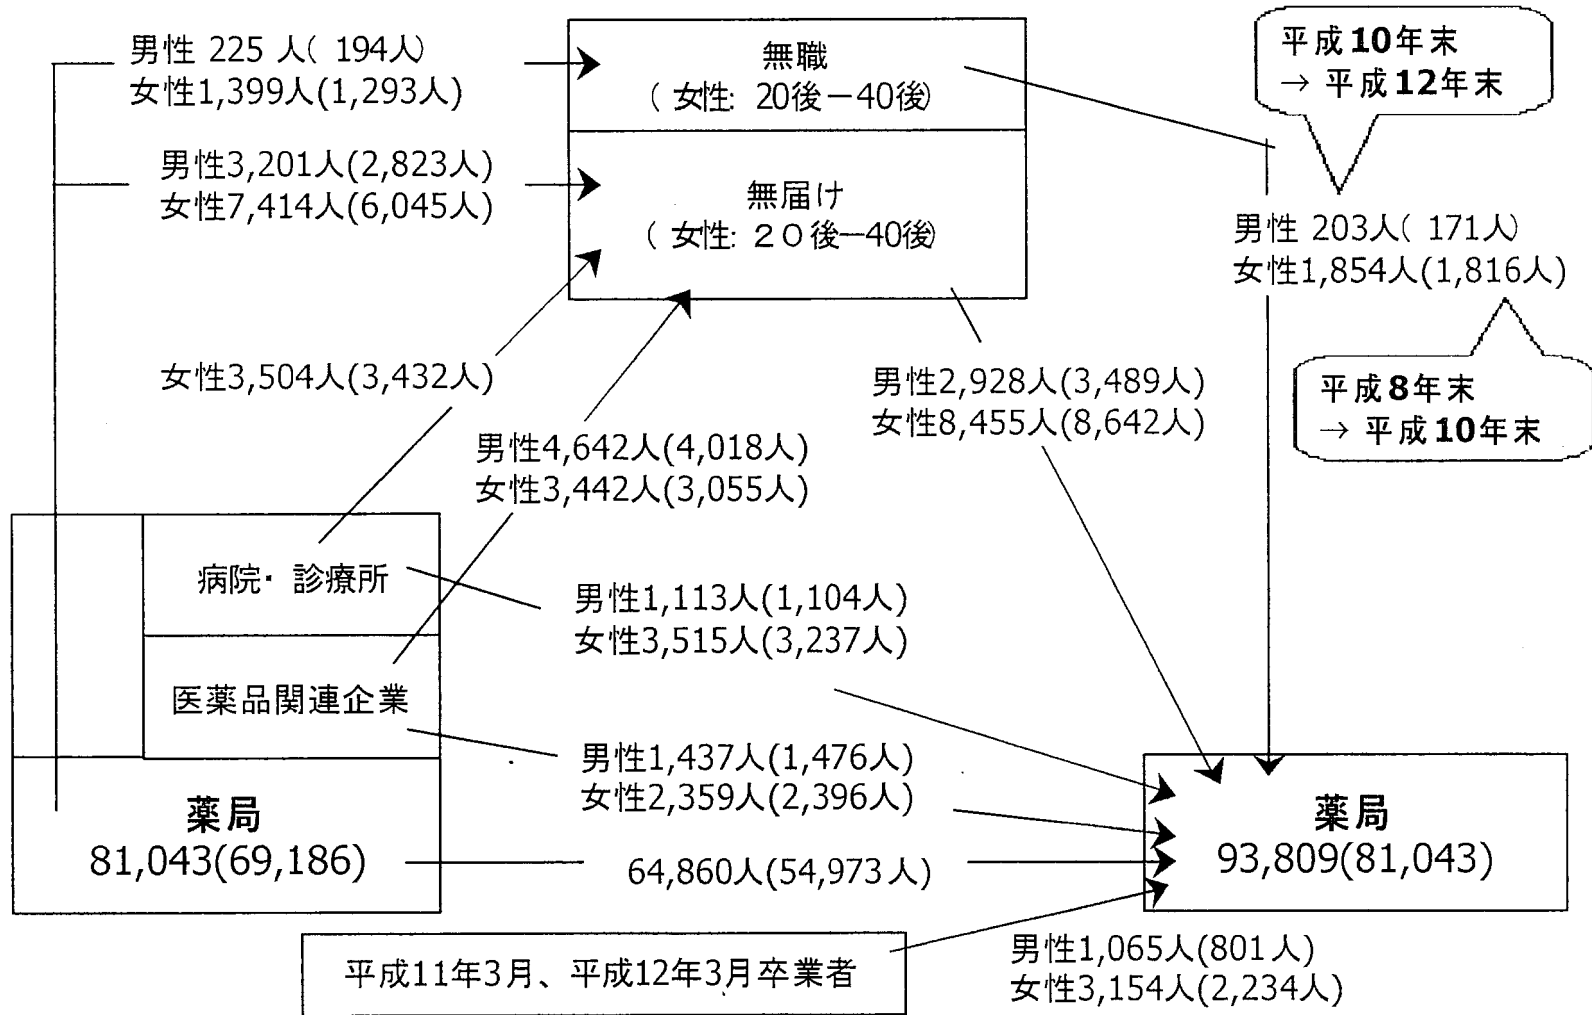 男性 225 人( 194人)
女性1,399人(1,293人)
無職
( 女性: 20後－40後)
平成10年末
→ 平成12年末
男性3,201人(2,823人)
女性7,414人(6,045人)
無届け
( 女性: ２０後―40後)
男性 203人( 171人)
女性1,854人(1,816人)
女性3,504人(3,432人)
男性2,928人(3,489人)
女性8,455人(8,642人)
平成8年末
→ 平成10年末
男性4,642人(4,018人)
女性3,442人(3,055人)
病院・診療所
男性1,113人(1,104人)
女性3,515人(3,237人)
医薬品関連企業
男性1,437人(1,476人)
女性2,359人(2,396人)
薬局
81,043(69,186)
64,860人(54,973人)
薬局
93,809(81,043)
平成11年3月、平成12年3月卒業者
男性1,065人(801人)
女性3,154人(2,234人)